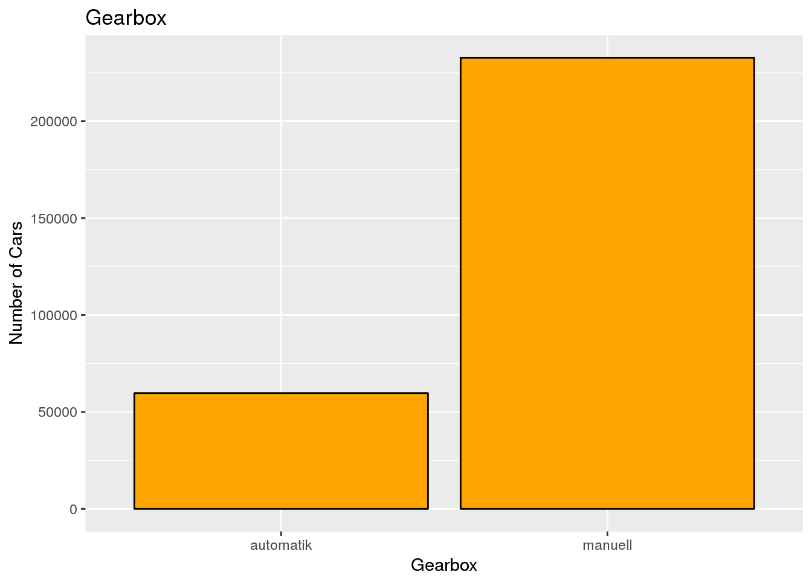 Gearbox
Number of Cars
200000
150000
100000
50000
0
automatik
manuell
Gearbox